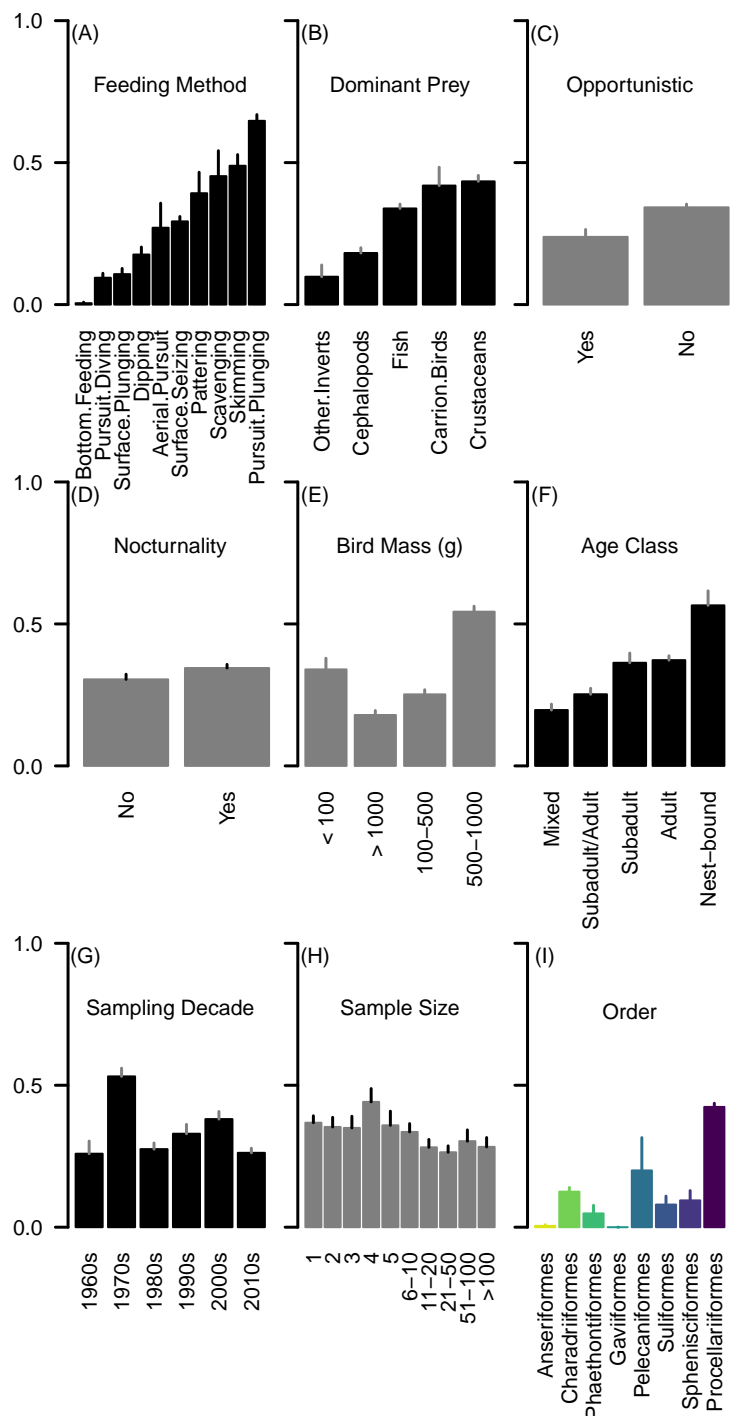 (A)
Feeding Method
1.0
0.5
0.0
Bottom.Feeding
Pursuit.Diving
Surface.Plunging
Dipping
Aerial.Pursuit
Surface.Seizing
Pattering
Scavenging
Skimming
Pursuit.Plunging
(B)
Dominant Prey
Other.Inverts
Cephalopods
Fish
Carrion.Birds
Crustaceans
(C)
Opportunistic
Yes
No
(D)
Nocturnality
1.0
0.5
0.0
No
Yes
(E)
Bird Mass (g)
< 100
> 1000
100−500
500−1000
(F)
Age Class
Mixed
Subadult/Adult
Subadult
Adult
Nest−bound
(G)
Sampling Decade
1.0
0.5
0.0
1960s
1970s
1980s
1990s
2000s
2010s
(H)
Sample Size
1
2
3
4
5
6−10
11−20
21−50
51−100
>100
(I)
Order
Anseriformes
Charadriiformes
Phaethontiformes
Gaviiformes
Pelecaniformes
Suliformes
Sphenisciformes
Procellariiformes